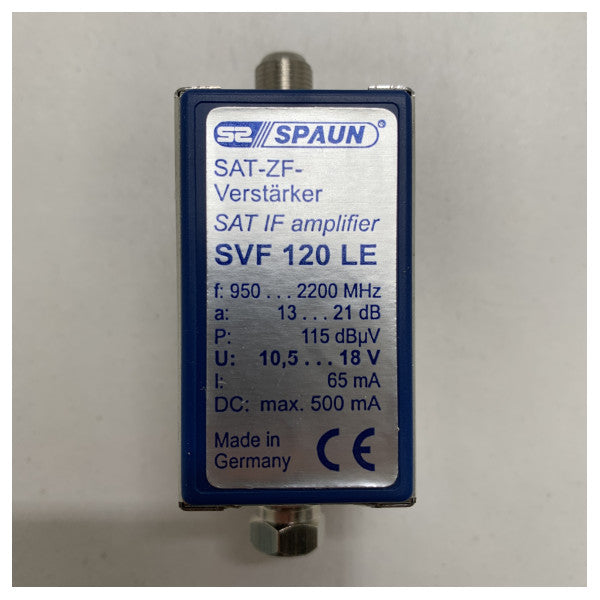 SPAUN®
SAT-ZF-
Verstärker
SAT IF amplifier
SVF 120 LE
f: 950 . . . 2200 MHz
a: 13 . . . 21 dB
P: 115 dBµV
U: 10,5 . . . 18 V
I: 65 mA
DC: max. 500 mA
Made in
Germany
CE